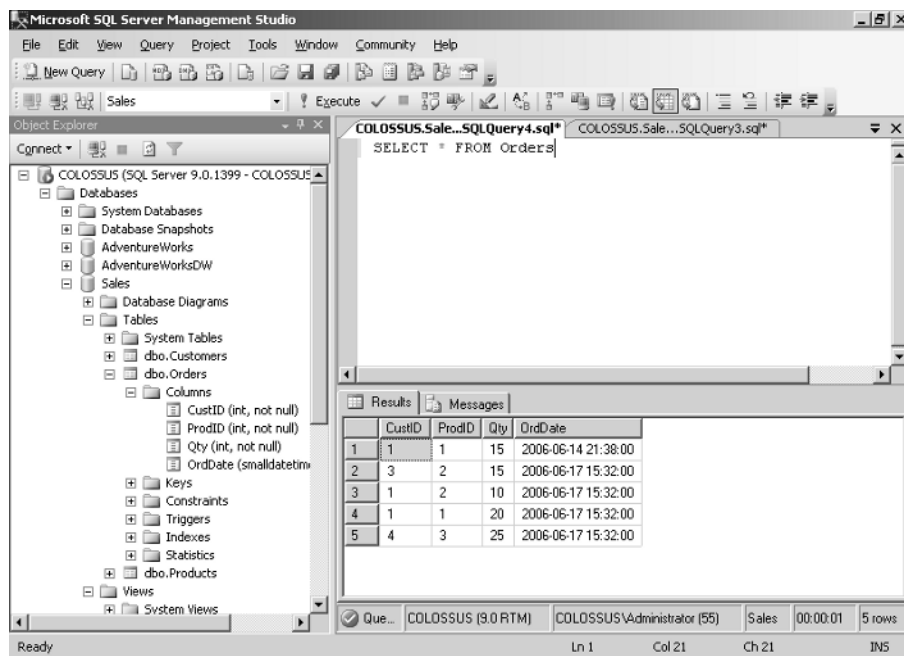 Microsoft SQL Server Management Studio
File Edit View Query Project Tools Window Community Help
New Query
Sales Execute
Object Explorer
Connect
COLOSSUS (SQL Server 9.0.1399 - COLOSSUS
Databases
System Databases
Database Snapshots
AdventureWorks
AdventureWorksDW
Sales
Database Diagrams
Tables
System Tables
dbo.Customers
dbo.Orders
Columns
CustID (int, not null)
ProdID (int, not null)
Qty (int, not null)
OrdDate (smalldatetim
Keys
Constraints
Triggers
Indexes
Statistics
dbo.Products
Views
System Views
COLOSSUS.Sale...SQLQuery4.sql* COLOSSUS.Sale...SQLQuery3.sql*
SELECT * FROM Orders
Results Messages
CustID ProdID Qty OrdDate
1 1 1 15 2006-06-14 21:38:00
2 3 2 15 2006-06-17 15:32:00
3 1 2 10 2006-06-17 15:32:00
4 1 1 20 2006-06-17 15:32:00
5 4 3 25 2006-06-17 15:32:00
Que... COLOSSUS (9.0 RTM) COLOSSUS\Administrator (55) Sales 00:00:01 5 rows
Ready Ln 1 Col 21 Ch 21 INS